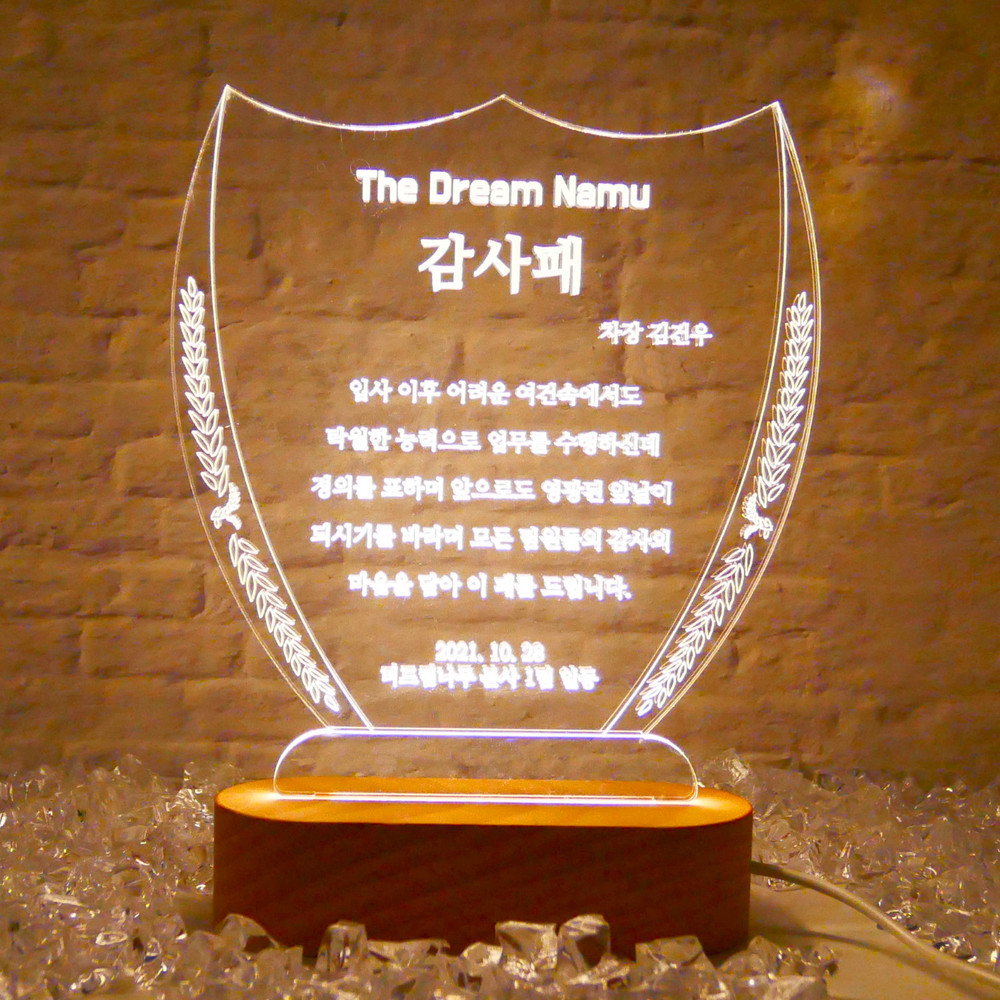 The Dream Namu
감사패
차장 김진우
입사 이후 어려운 여건속에서도
탁월한 능력으로 업무를 수행하신데
경의를 표하며 앞으로도 영광된 앞날이
되시기를 바라며 모든 팀원들의 감사의
마음을 담아 이 패를 드립니다.
2021. 10. 28
더드림나무 본사 1팀 일동